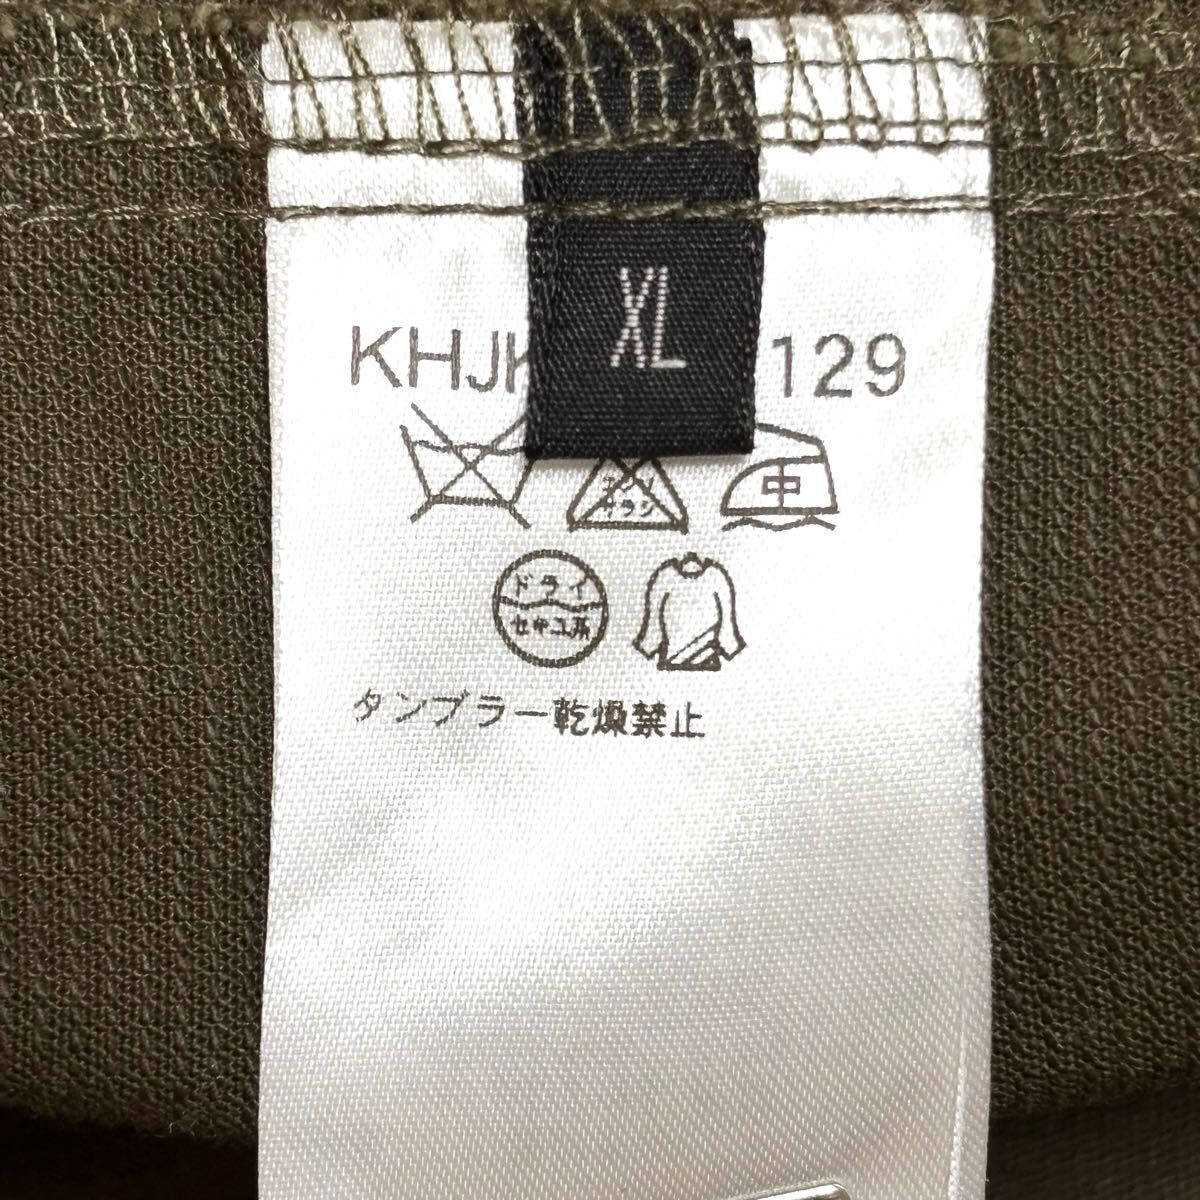 XL
KHJK 129
中
ドライ
セキユ系
タンブラー乾燥禁止